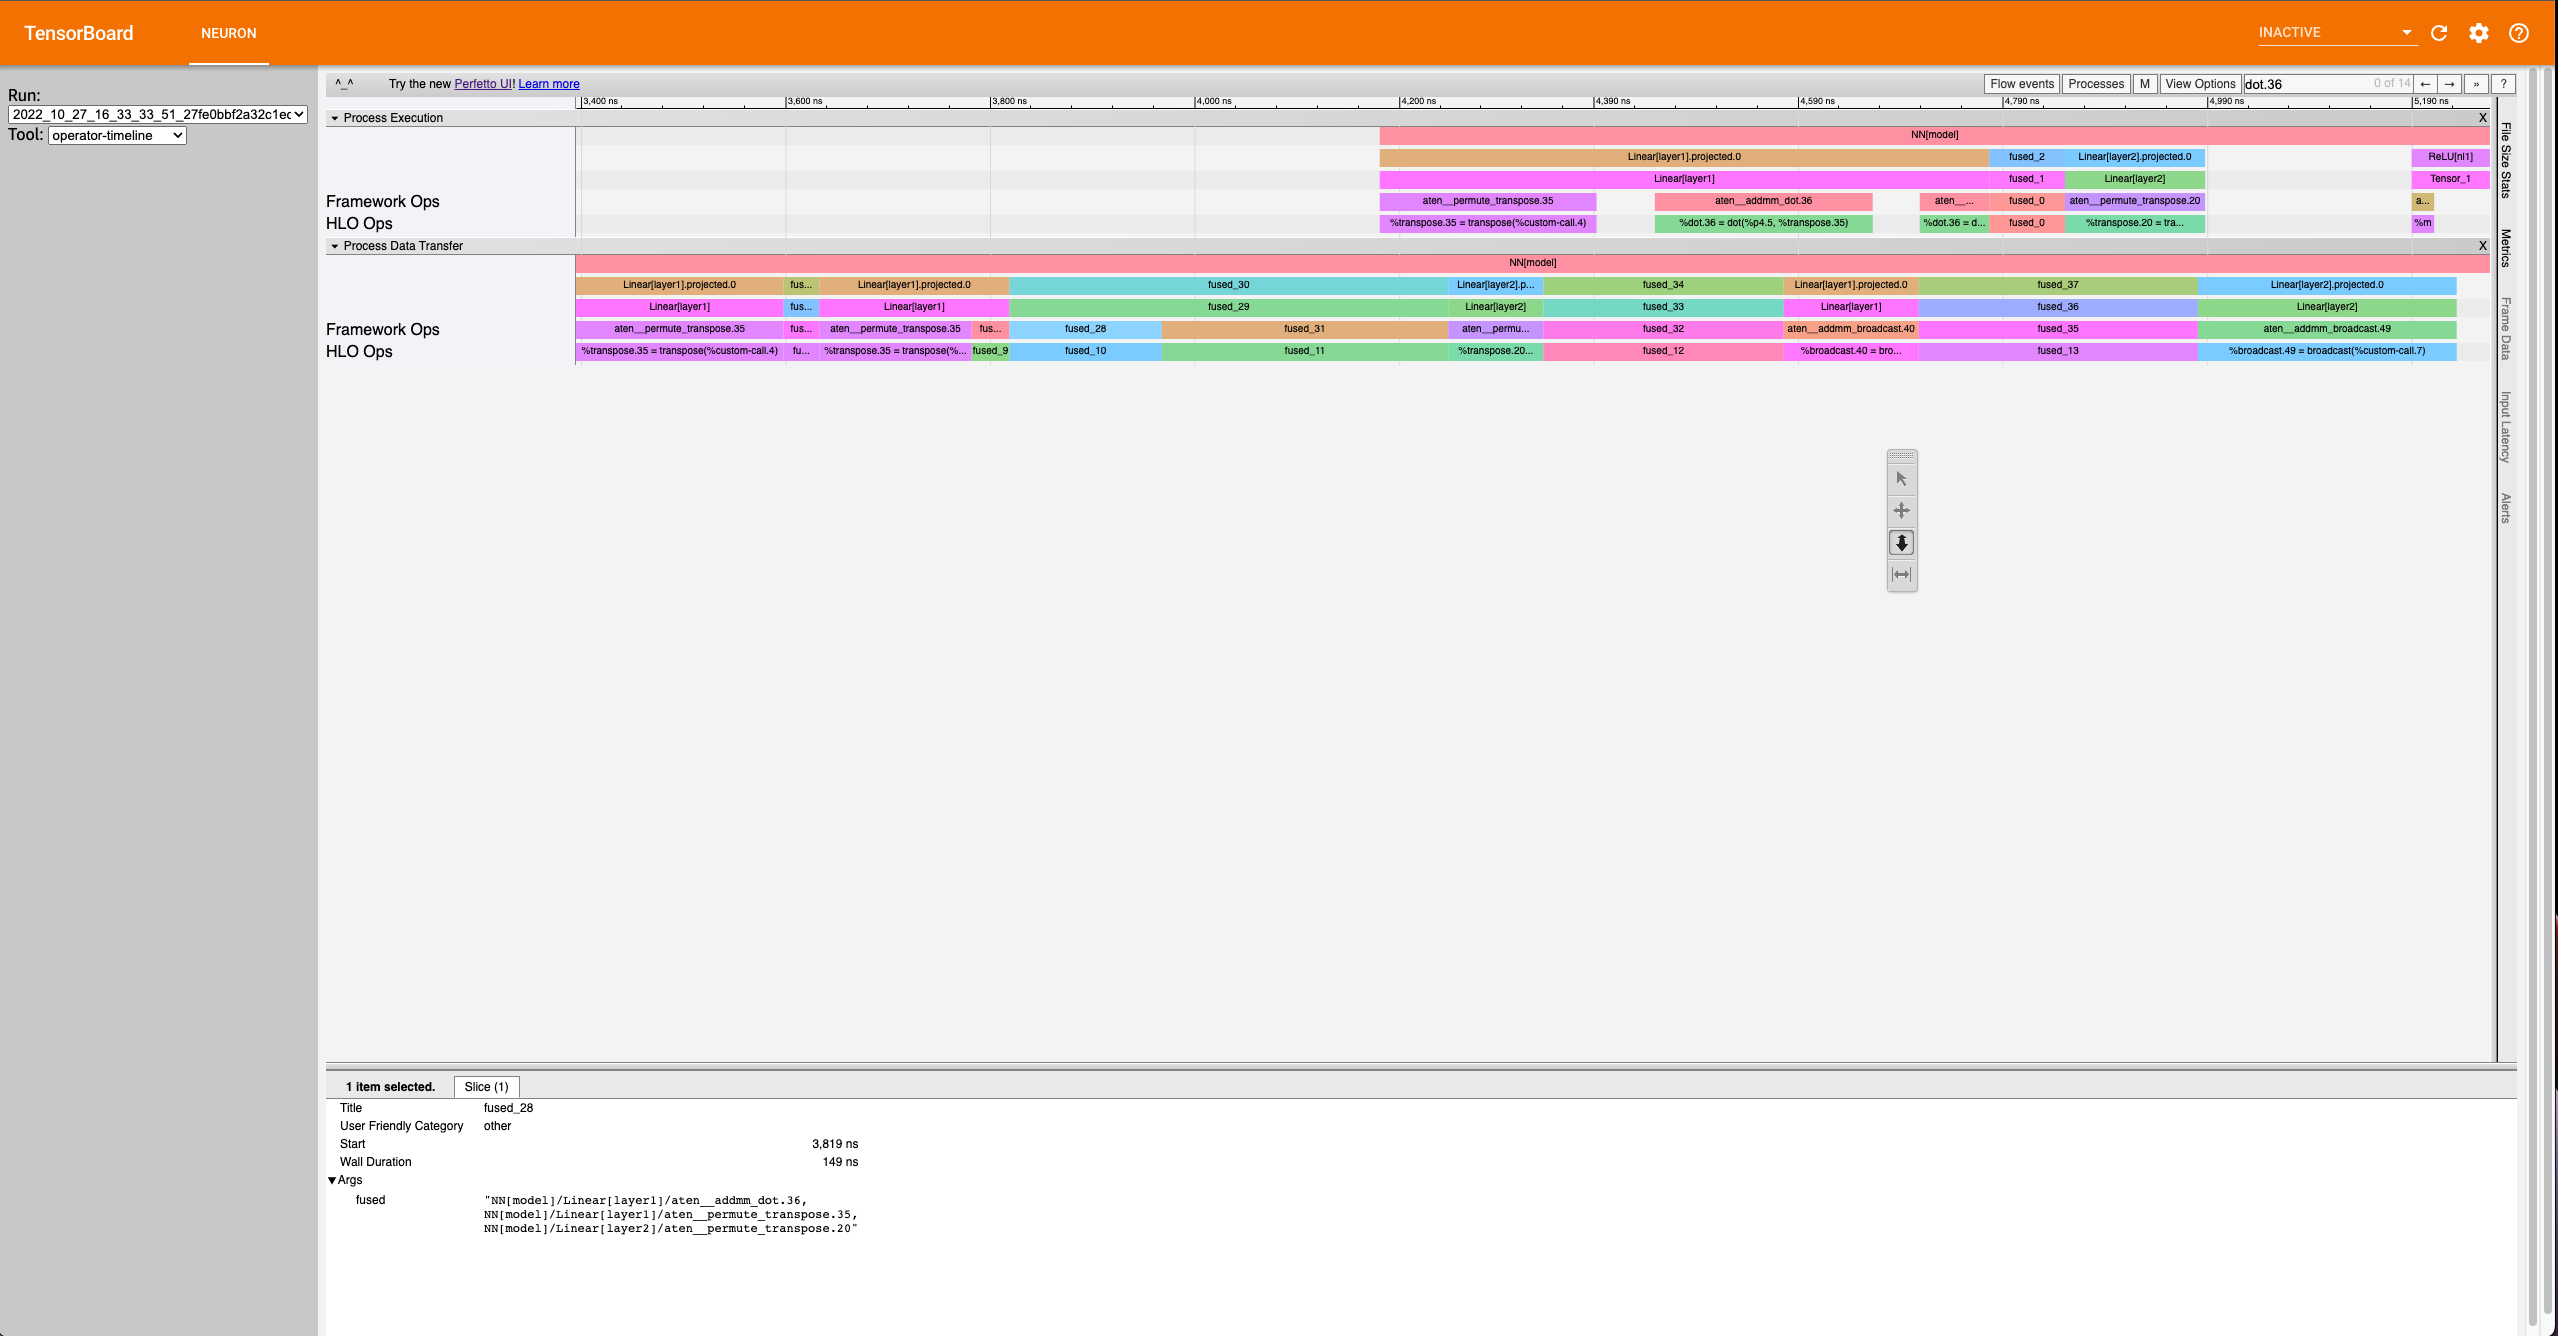 TensorBoard NEURON INACTIVE
Run:
2022_10_27_16_33_33_51_27fe0bbf2a32c1ec
Tool: operator-timeline
^_^ Try the new Perfetto UI! Learn more Flow events Processes M View Options dot.36 0 of 14 ← → » ?
3,400 ns 3,600 ns 3,800 ns 4,000 ns 4,200 ns 4,390 ns 4,590 ns 4,790 ns 4,990 ns 5,190 ns
Process Execution X
NN[model]
Linear[layer1].projected.0 fused_2 Linear[layer2].projected.0 ReLU[nl1]
Linear[layer1] fused_1 Linear[layer2] Tensor_1
Framework Ops aten__permute_transpose.35 aten__addmm_dot.36 aten__... fused_0 aten__permute_transpose.20 a...
HLO Ops %transpose.35 = transpose(%custom-call.4) %dot.36 = dot(%p4.5, %transpose.35) %dot.36 = d... fused_0 %transpose.20 = tra... %m
Process Data Transfer X
NN[model]
Linear[layer1].projected.0 fus... Linear[layer1].projected.0 fused_30 Linear[layer2].p... fused_34 Linear[layer1].projected.0 fused_37 Linear[layer2].projected.0
Linear[layer1] fus... Linear[layer1] fused_29 Linear[layer2] fused_33 Linear[layer1] fused_36 Linear[layer2]
Framework Ops aten__permute_transpose.35 fus... aten__permute_transpose.35 fus... fused_28 fused_31 aten__permu... fused_32 aten__addmm_broadcast.40 fused_35 aten__addmm_broadcast.49
HLO Ops %transpose.35 = transpose(%custom-call.4) fu... %transpose.35 = transpose(%... fused_9 fused_10 fused_11 %transpose.20... fused_12 %broadcast.40 = bro... fused_13 %broadcast.49 = broadcast(%custom-call.7)
File Size Stats
Metrics
Frame Data
Input Latency
Alerts
1 item selected. Slice (1)
Title fused_28
User Friendly Category other
Start 3,819 ns
Wall Duration 149 ns
Args
fused "NN[model]/Linear[layer1]/aten__addmm_dot.36,
NN[model]/Linear[layer1]/aten__permute_transpose.35,
NN[model]/Linear[layer2]/aten__permute_transpose.20"